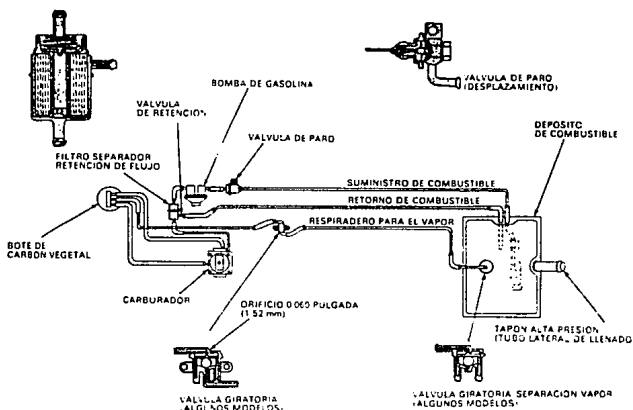 VALVULA DE PARO
(DESPLAZAMIENTO)
BOMBA DE GASOLINA
VALVULA
DE RETENCION
VALVULA DE PARO
DEPOSITO
DE COMBUSTIBLE
FILTRO SEPARADOR
RETENCION DE FLUJO
SUMINISTRO DE COMBUSTIBLE
RETORNO DE COMBUSTIBLE
RESPIRADERO PARA EL VAPOR
BOTE DE
CARBON VEGETAL
CARBURADOR
ORIFICIO 0.060 PULGADA
(1.52 mm)
TAPON ALTA PRESION
(TUBO LATERAL DE LLENADO
VALVULA GIRATORIA
(ALGUNOS MODELOS)
VALVULA GIRATORIA SEPARACION VAPOR
(ALGUNOS MODELOS)